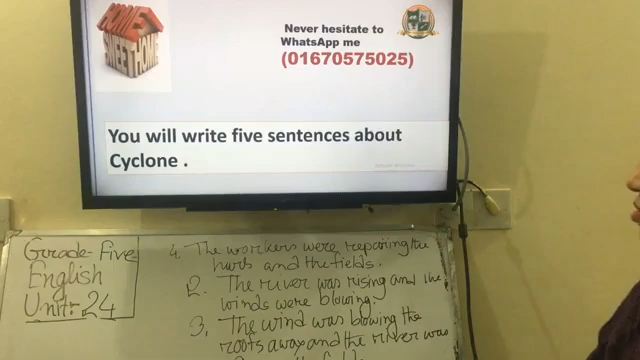 HOME
SWEET HOME
Never hesitate to
WhatsApp me
(01670575025)
You will write five sentences about
Cyclone .
Grade-Five
English
Unit: 24
4. The workers were repairing the
hurts and the fields.
2. The river was rising and the
winds were blowing.
3. The wind was blowing the
roots away and the river was